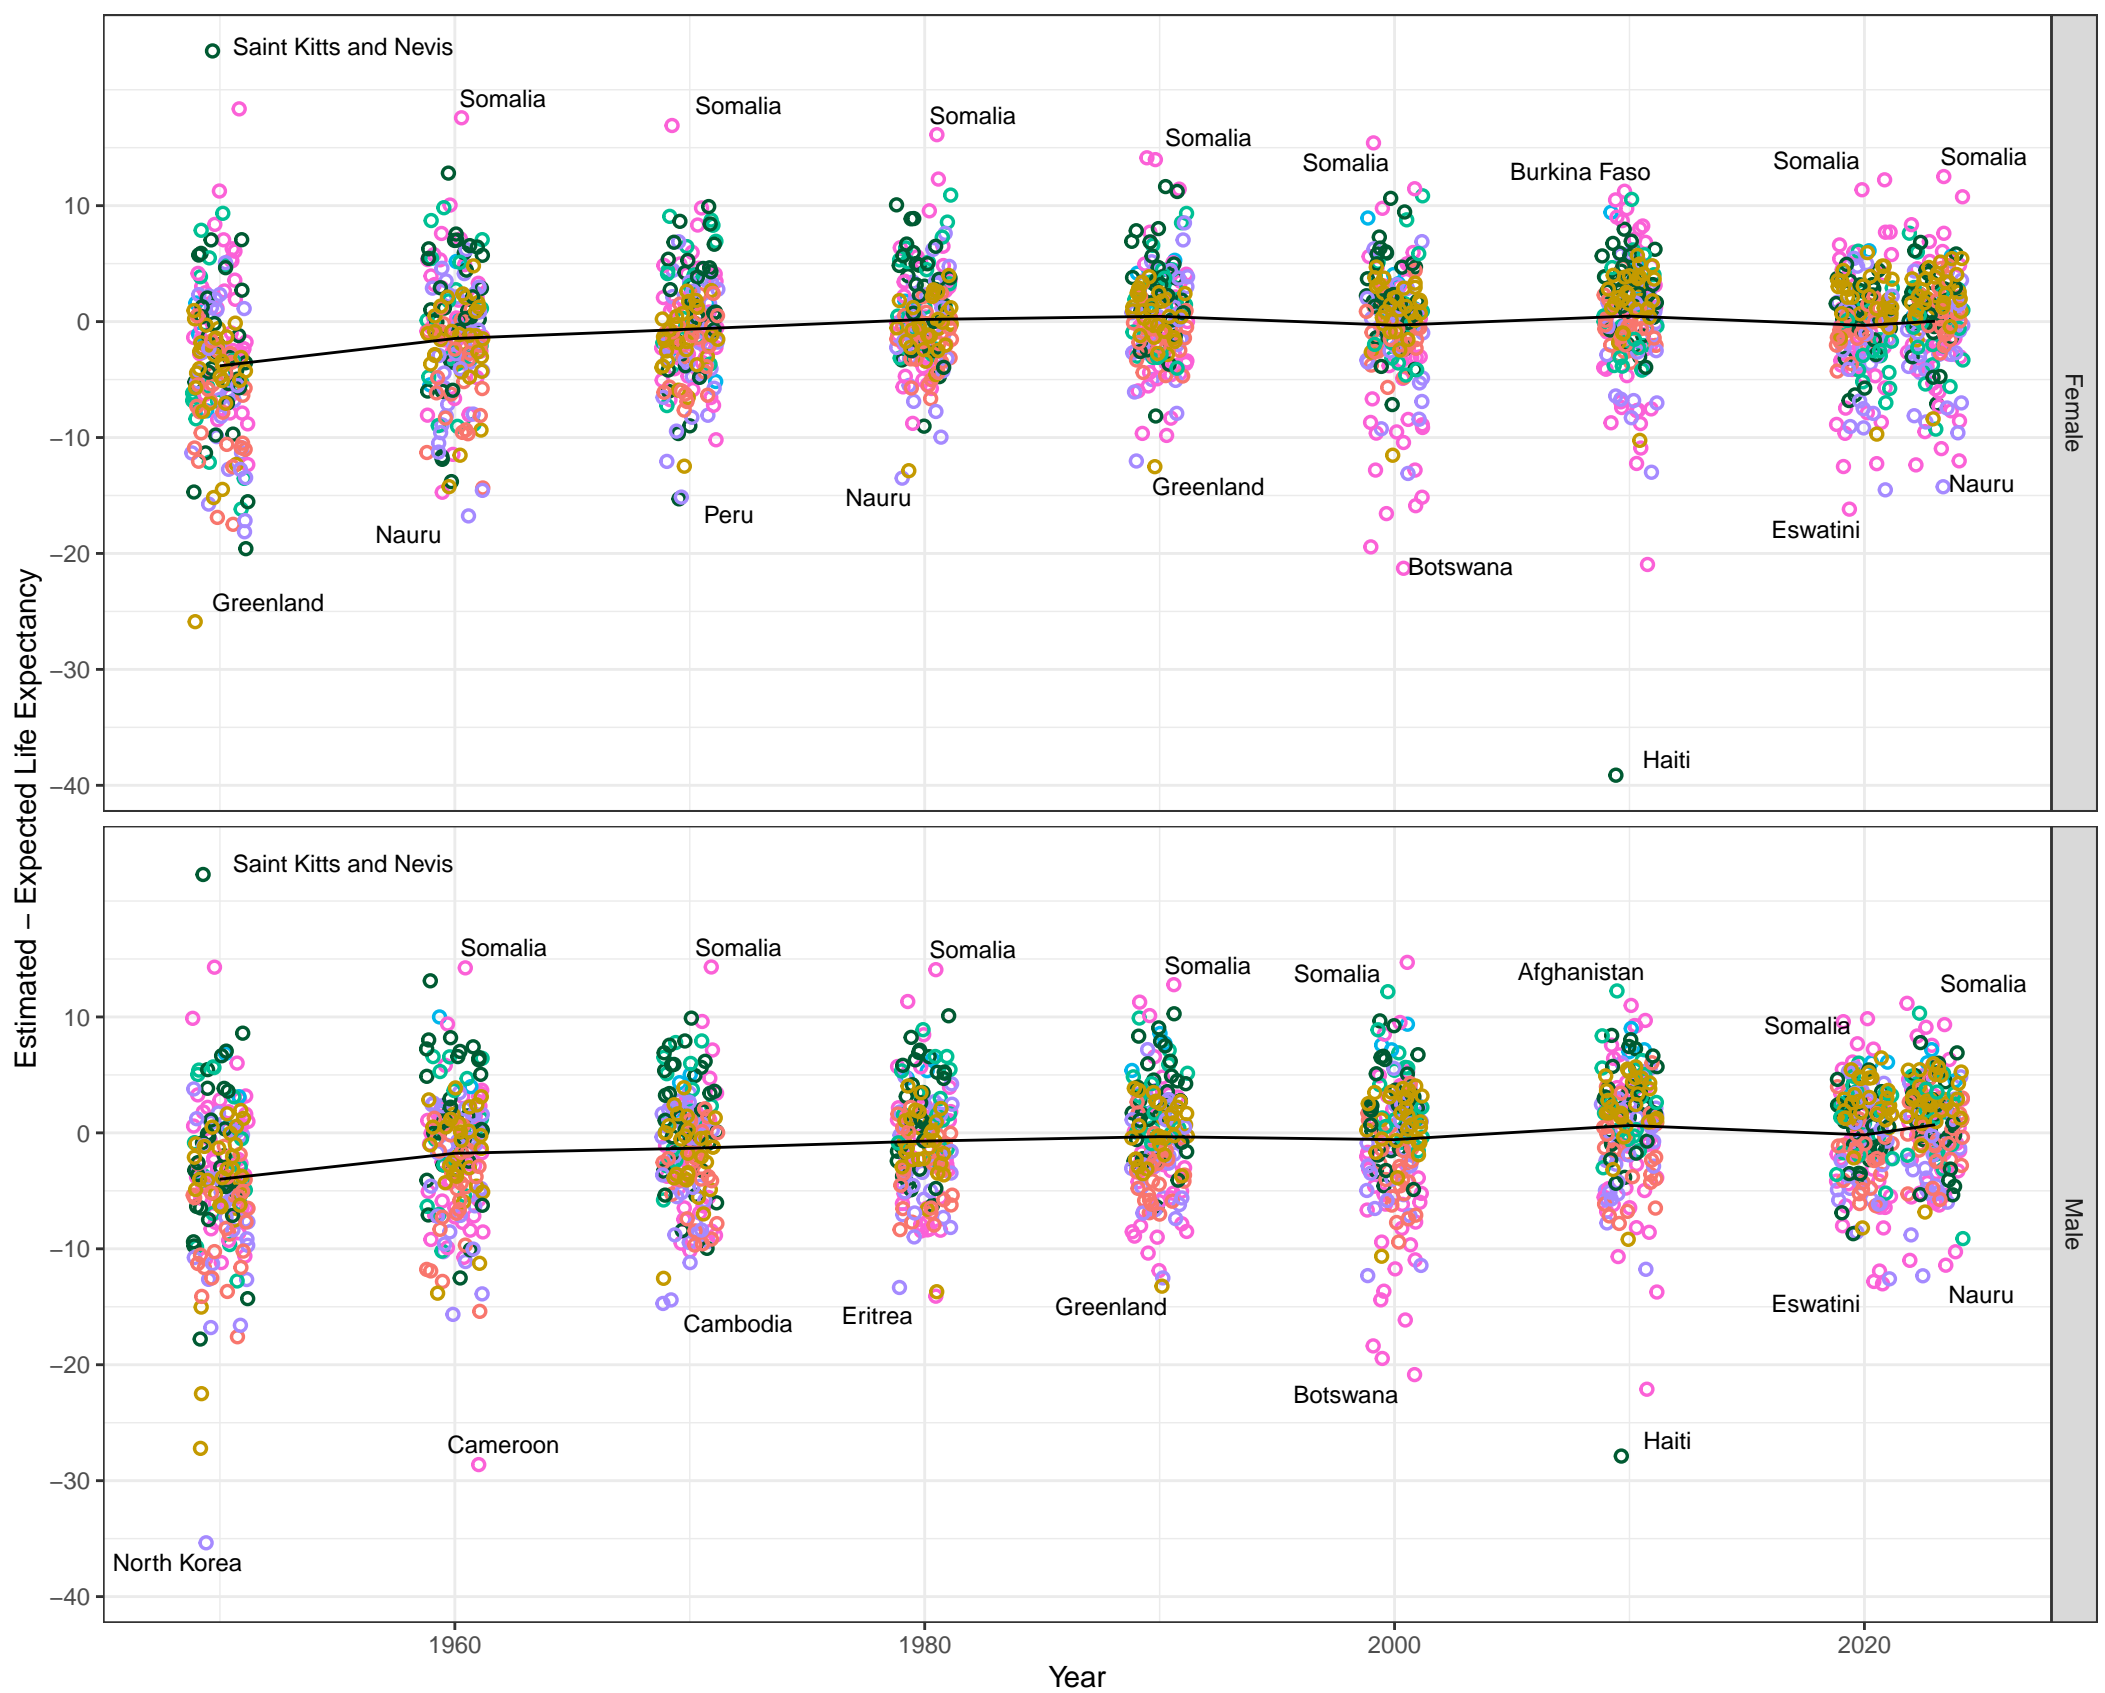 Saint Kitts and Nevis
Somalia
Somalia
Somalia
Somalia
Somalia
Burkina Faso
Somalia
Somalia
10
0
−10
−20
−30
−40
Greenland
Nauru
Peru
Nauru
Greenland
Botswana
Haiti
Eswatini
Nauru
Female
Estimated − Expected Life Expectancy
Saint Kitts and Nevis
Somalia
Somalia
Somalia
Somalia
Somalia
Afghanistan
Somalia
Somalia
10
0
−10
−20
−30
−40
North Korea
Cameroon
Cambodia
Eritrea
Greenland
Botswana
Haiti
Eswatini
Nauru
Male
1960
1980
2000
2020
Year